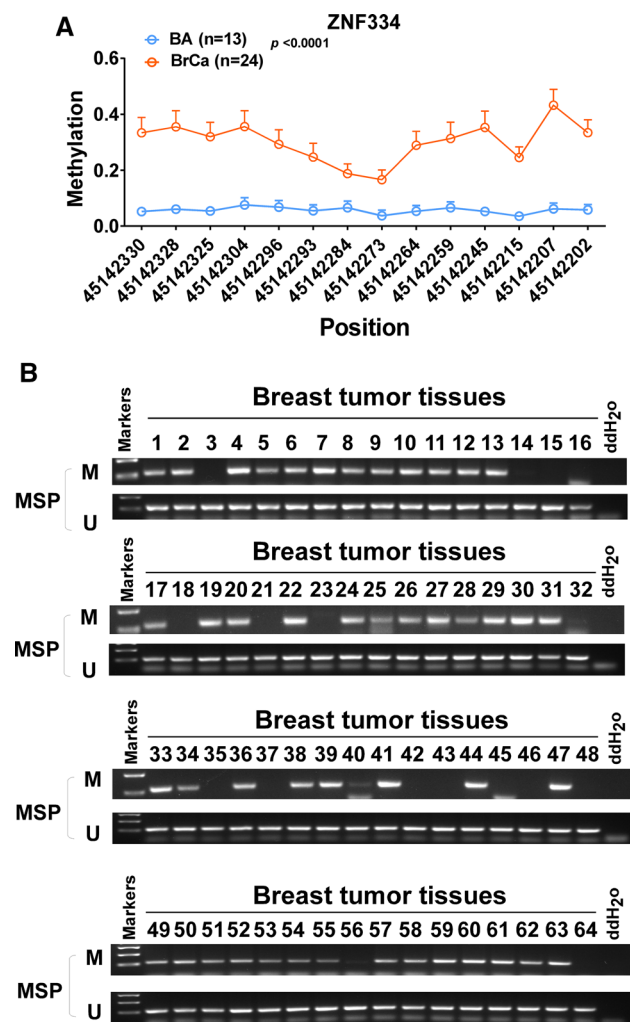 A
ZNF334
BA (n=13)
p <0.0001
BrCa (n=24)
0.6
0.4
0.2
0.0
Methylation
45142330
45142328
45142325
45142304
45142296
45142293
45142284
45142273
45142264
45142259
45142245
45142215
45142207
45142202
Position
B
Markers
Breast tumor tissues
ddH₂o
1 2 3 4 5 6 7 8 9 10 11 12 13 14 15 16
M
MSP
U
Markers
Breast tumor tissues
ddH₂o
17 18 19 20 21 22 23 24 25 26 27 28 29 30 31 32
M
MSP
U
Markers
Breast tumor tissues
ddH₂o
33 34 35 36 37 38 39 40 41 42 43 44 45 46 47 48
M
MSP
U
Markers
Breast tumor tissues
ddH₂o
49 50 51 52 53 54 55 56 57 58 59 60 61 62 63 64
M
MSP
U